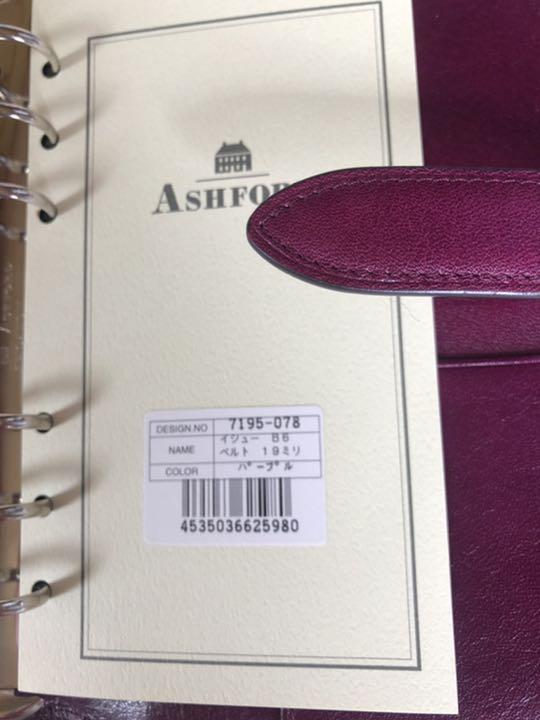 ASHFOR
DESIGN.NO 7195-078
NAME イシュー B6
ベルト 19ミリ
COLOR パープル
4535036625980